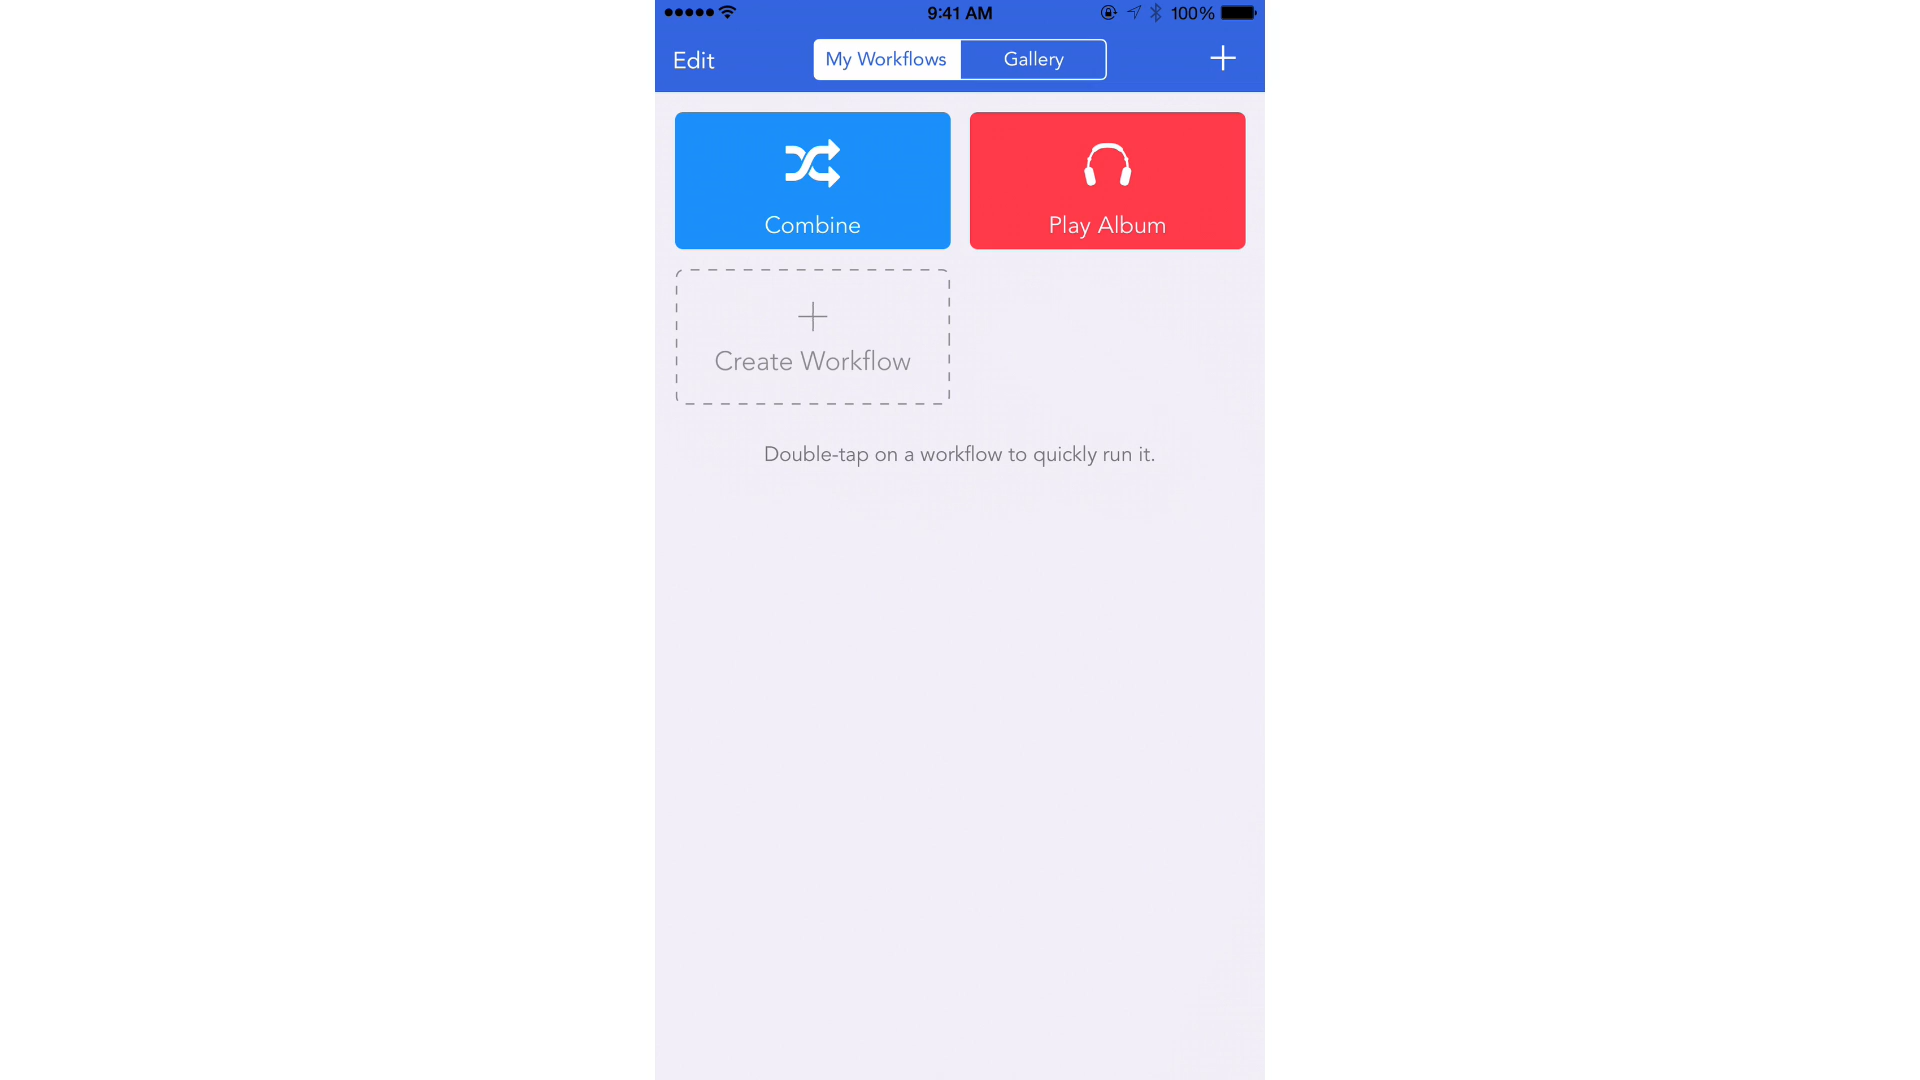 9:41 AM 100%
Edit My Workflows Gallery
Combine Play Album
Create Workflow
Double-tap on a workflow to quickly run it.